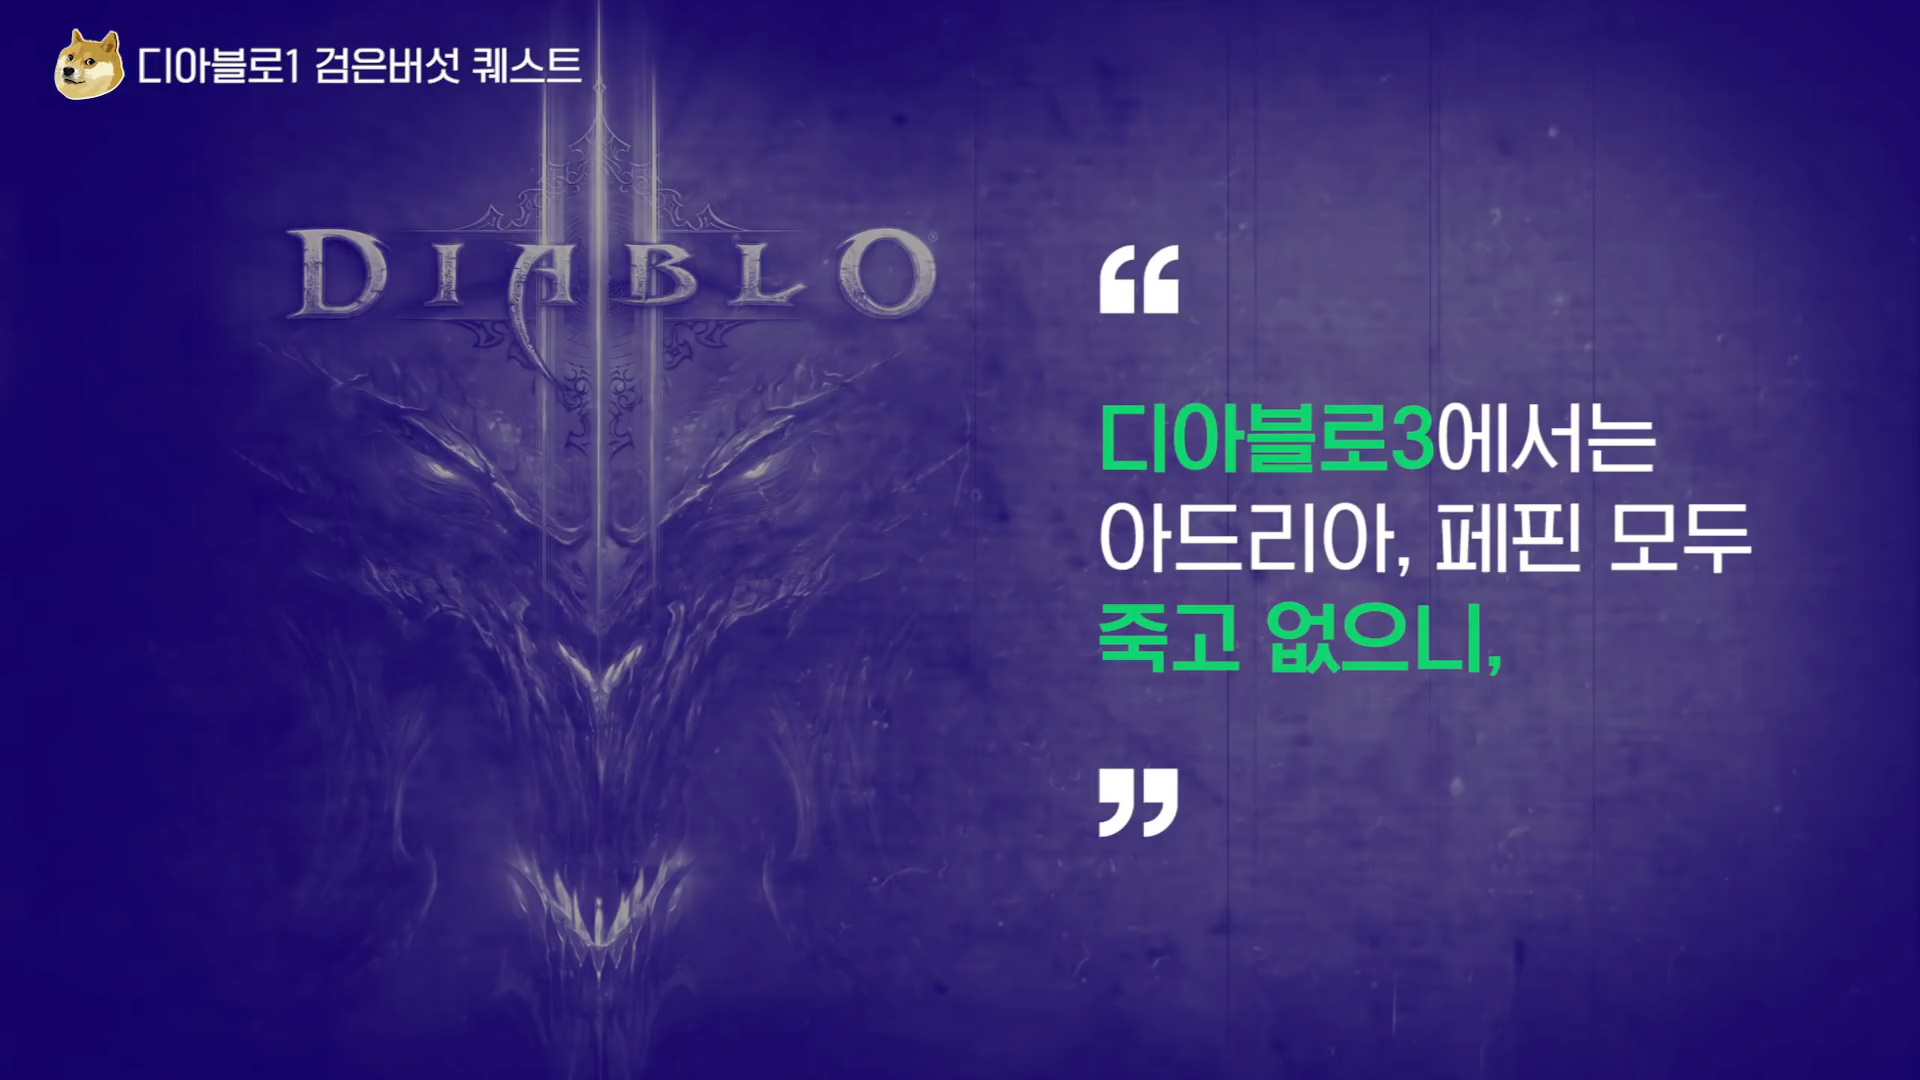 디아블로1 검은버섯 퀘스트
DIABLO
®
“
디아블로3에서는
아드리아, 페핀 모두
죽고 없으니,
”